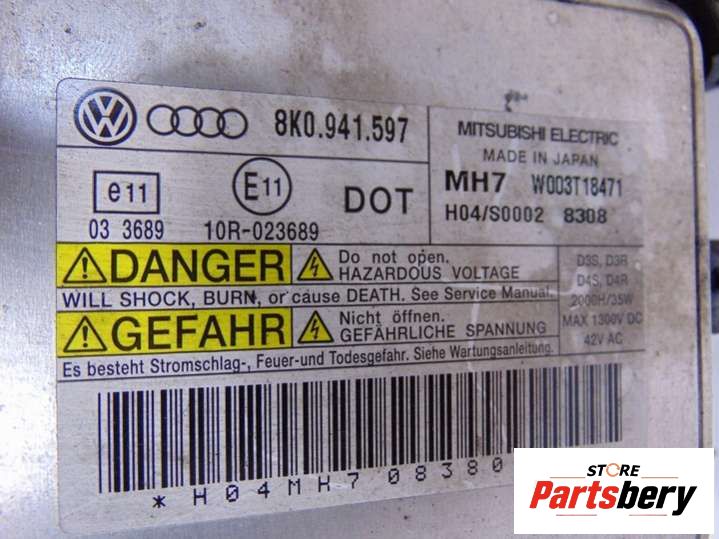 8K0.941.597
MITSUBISHI ELECTRIC
MADE IN JAPAN
MH7 W003T18471
H04/S0002 8308
e11
E11
DOT
03 3689
10R-023689
DANGER
Do not open.
HAZARDOUS VOLTAGE
WILL SHOCK, BURN, or cause DEATH. See Service Manual.
GEFAHR
Nicht öffnen.
GEFÄHRLICHE SPANNUNG
Es besteht Stromschlag-, Feuer-und Todesgefahr. Siehe Wartungsanleitung.
D3S, D3R
D4S, D4R
2000H/35W
MAX 1300V DC
42V AC
*H04MH708380
STORE
Partsbery